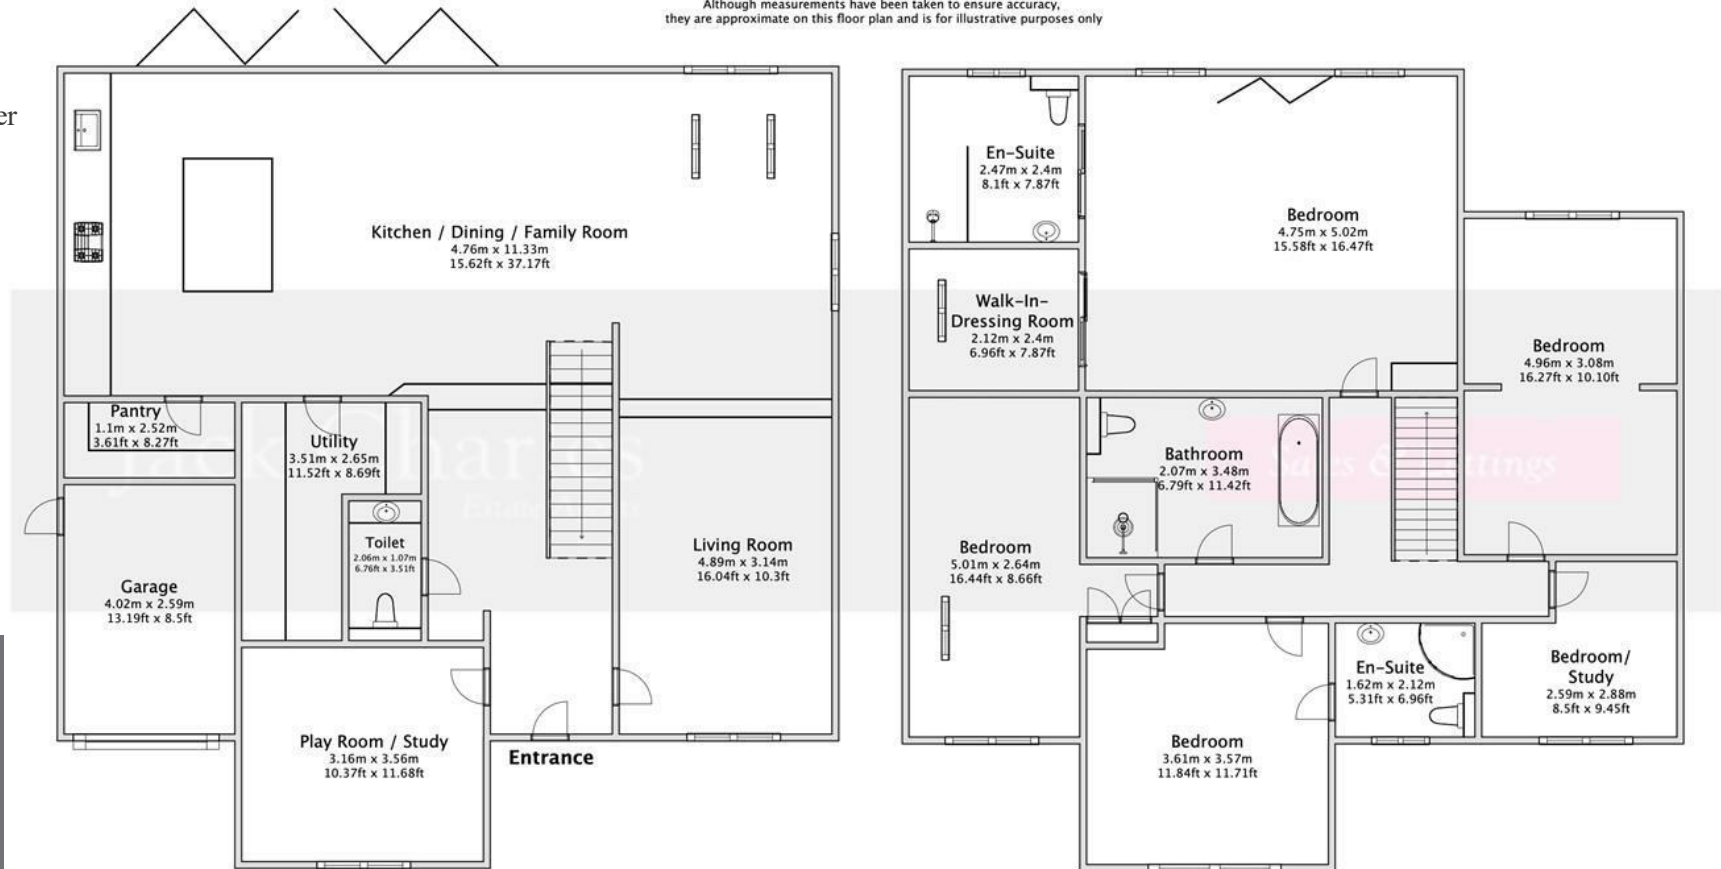 Although measurements have been taken to ensure accuracy,
they are approximate on this floor plan and is for illustrative purposes only
er
Kitchen / Dining / Family Room
4.76m x 11.33m
15.62ft x 37.17ft
Pantry
1.1m x 2.52m
3.61ft x 8.27ft
Utility
3.51m x 2.65m
11.52ft x 8.69ft
Toilet
2.06m x 1.07m
6.76ft x 3.51ft
Living Room
4.89m x 3.14m
16.04ft x 10.3ft
Garage
4.02m x 2.59m
13.19ft x 8.5ft
Play Room / Study
3.16m x 3.56m
10.37ft x 11.68ft
Entrance
En-Suite
2.47m x 2.4m
8.1ft x 7.87ft
Bedroom
4.75m x 5.02m
15.58ft x 16.47ft
Walk-In-
Dressing Room
2.12m x 2.4m
6.96ft x 7.87ft
Bedroom
4.96m x 3.08m
16.27ft x 10.10ft
Bathroom
2.07m x 3.48m
6.79ft x 11.42ft
Bedroom
5.01m x 2.64m
16.44ft x 8.66ft
En-Suite
1.62m x 2.12m
5.31ft x 6.96ft
Bedroom/
Study
2.59m x 2.88m
8.5ft x 9.45ft
Bedroom
3.61m x 3.57m
11.84ft x 11.71ft
jack Charles
Sales & Lettings